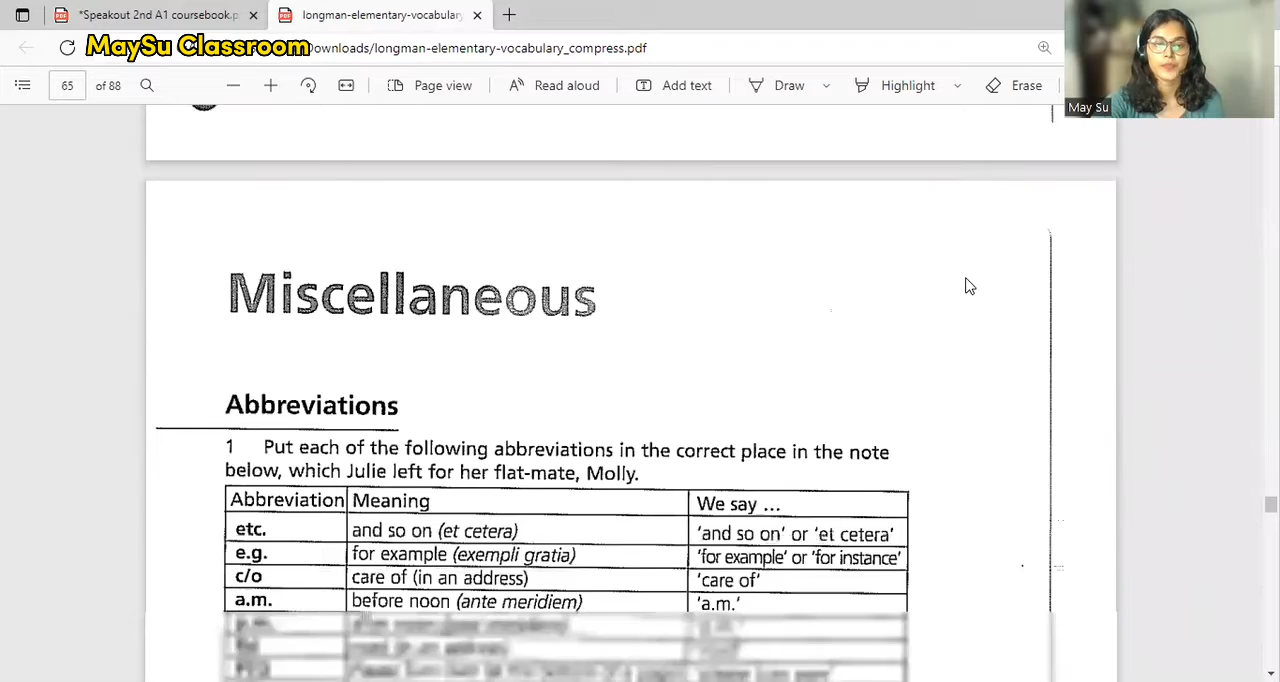 *Speakout 2nd A1 coursebook.p
longman-elementary-vocabulary
MaySu Classroom
Downloads/longman-elementary-vocabulary_compress.pdf
65 of 88
Page view
Read aloud
Add text
Draw
Highlight
Erase
May Su
Miscellaneous
Abbreviations
1 Put each of the following abbreviations in the correct place in the note
below, which Julie left for her flat-mate, Molly.
Abbreviation Meaning We say ...
etc. and so on (et cetera) 'and so on' or 'et cetera'
e.g. for example (exempli gratia) 'for example' or 'for instance'
c/o care of (in an address) 'care of'
a.m. before noon (ante meridiem) 'a.m.'